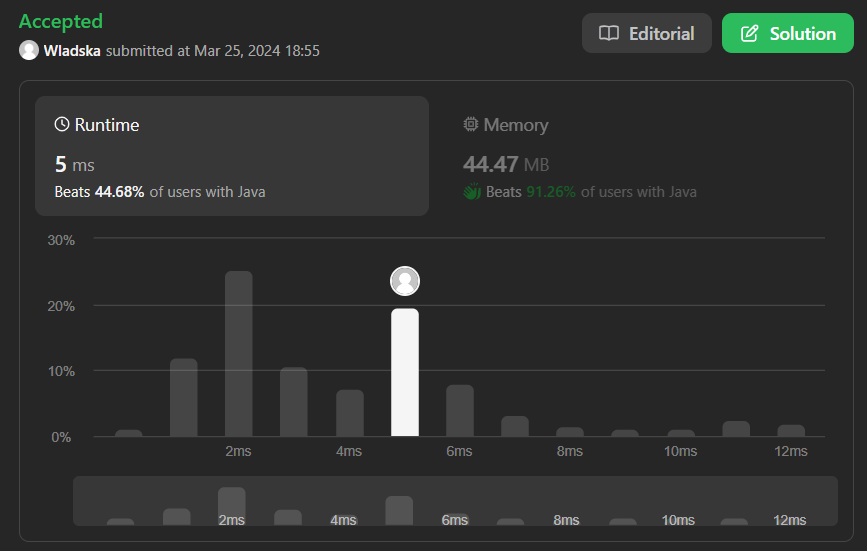 Accepted
Wladska submitted at Mar 25, 2024 18:55
Editorial
Solution
Runtime
5 ms
Beats 44.68% of users with Java
Memory
44.47 MB
Beats 91.26% of users with Java
30%
20%
10%
0%
2ms 4ms 6ms 8ms 10ms 12ms
2ms 4ms 6ms 8ms 10ms 12ms